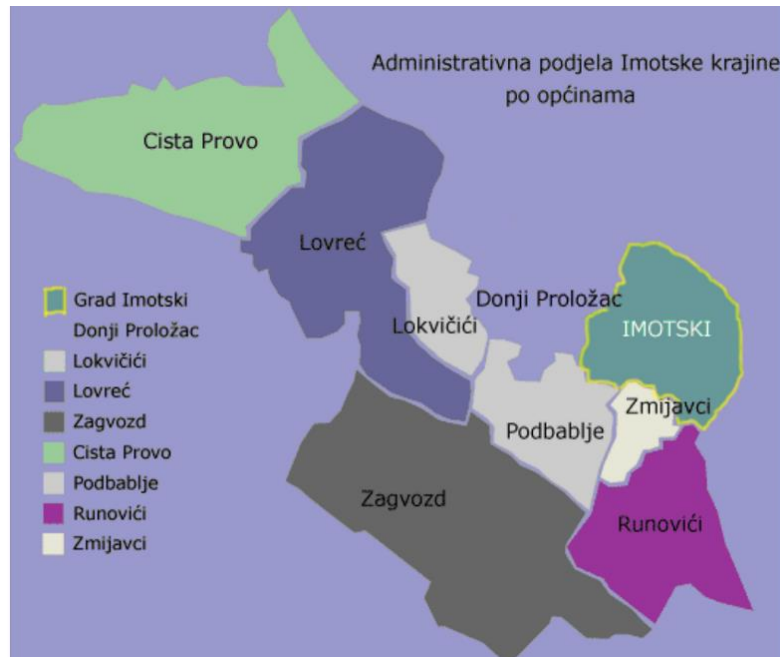 Administrativna podjela Imotske krajine
po općinama
Cista Provo
Lovreć
Donji Proložac
Lokvičići
IMOTSKI
Zmijavci
Podbablje
Zagvozd
Runovići
Grad Imotski
Donji Proložac
Lokvičići
Lovreć
Zagvozd
Cista Provo
Podbablje
Runovići
Zmijavci